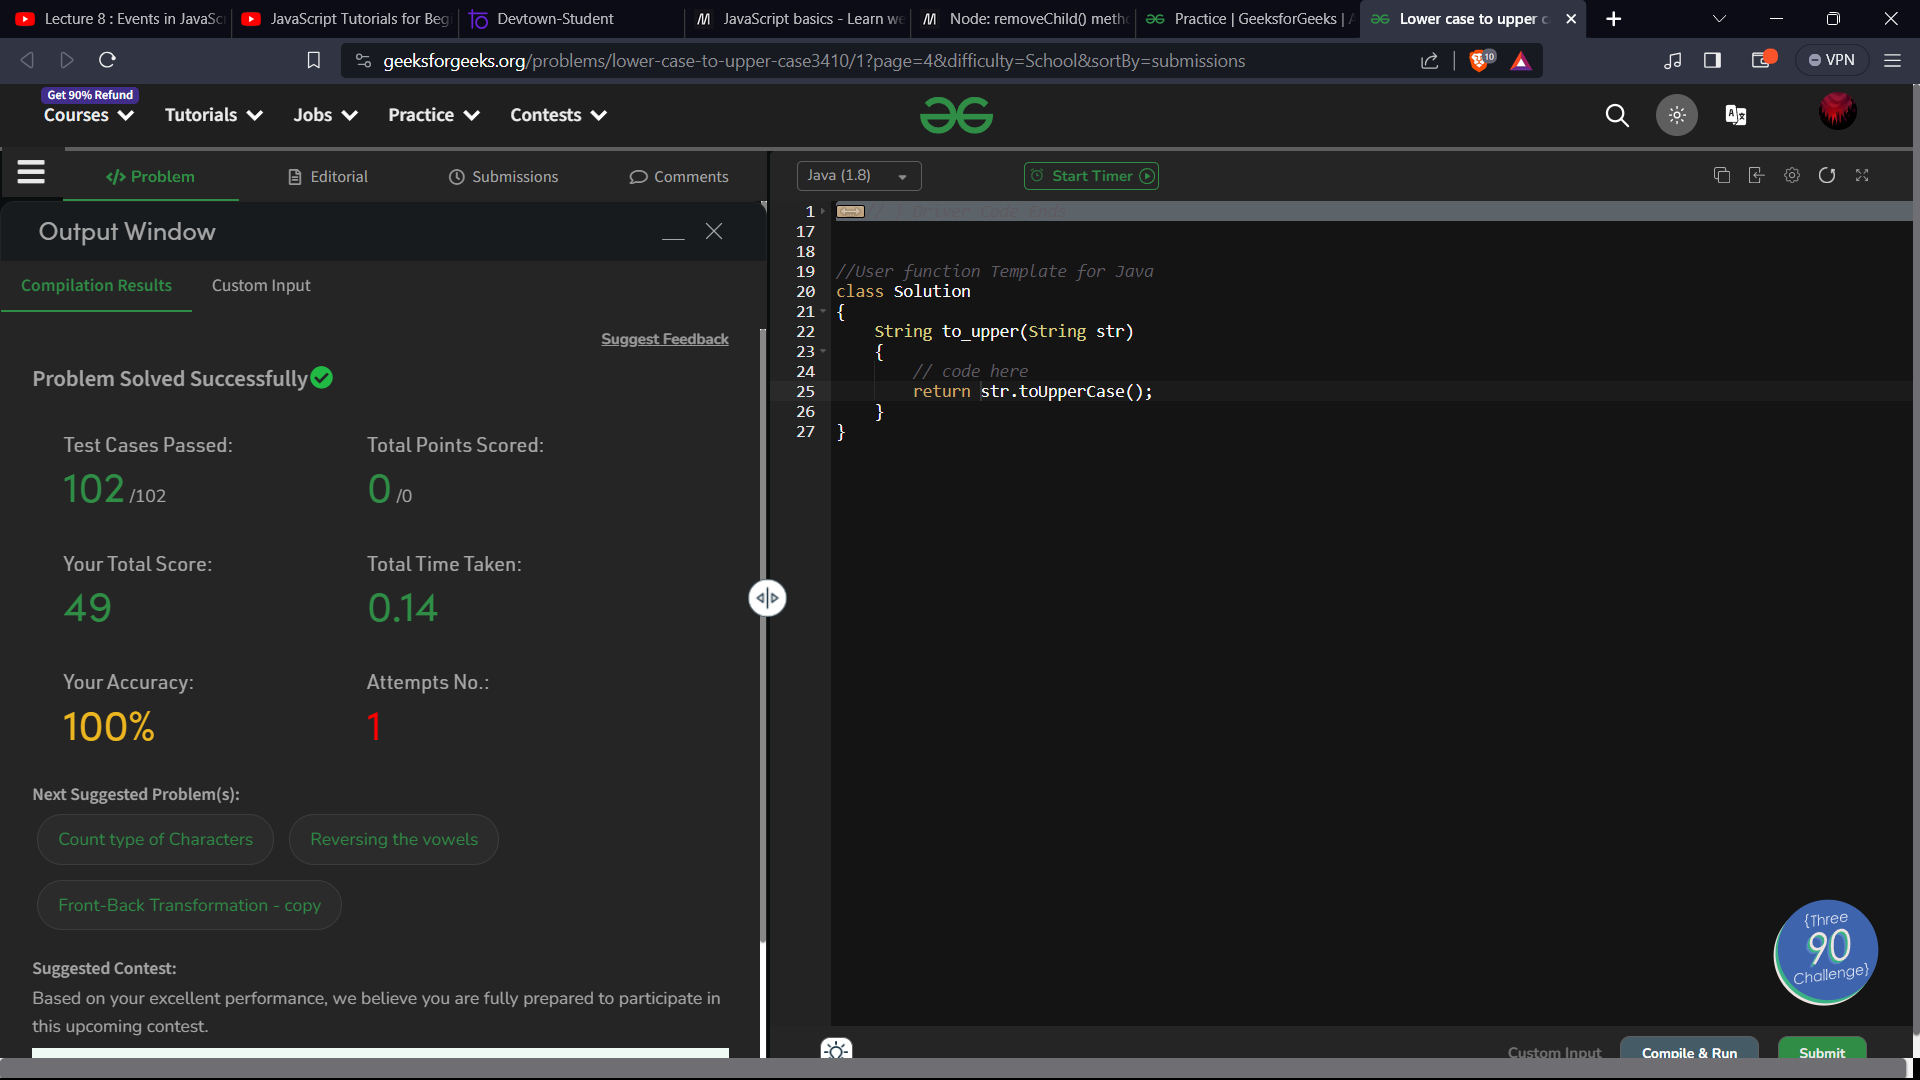 Lecture 8 : Events in JavaSc
JavaScript Tutorials for Begi
Devtown-Student
JavaScript basics - Learn we
Node: removeChild() metho
Practice | GeeksforGeeks | A
Lower case to upper c
geeksforgeeks.org/problems/lower-case-to-upper-case3410/1?page=4&difficulty=School&sortBy=submissions
10
VPN
Get 90% Refund
Courses
Tutorials
Jobs
Practice
Contests
</> Problem
Editorial
Submissions
Comments
Java (1.8)
Start Timer
Output Window
Compilation Results
Custom Input
Suggest Feedback
Problem Solved Successfully
Test Cases Passed:
102 /102
Total Points Scored:
0 /0
Your Total Score:
49
Total Time Taken:
0.14
Your Accuracy:
100%
Attempts No.:
1
Next Suggested Problem(s):
Count type of Characters
Reversing the vowels
Front-Back Transformation - copy
Suggested Contest:
Based on your excellent performance, we believe you are fully prepared to participate in
this upcoming contest.
1 // } Driver Code Ends
17
18
19 //User function Template for Java
20 class Solution
21 {
22 String to_upper(String str)
23 {
24 // code here
25 return str.toUpperCase();
26 }
27 }
{Three
90
Challenge}
Custom Input
Compile & Run
Submit